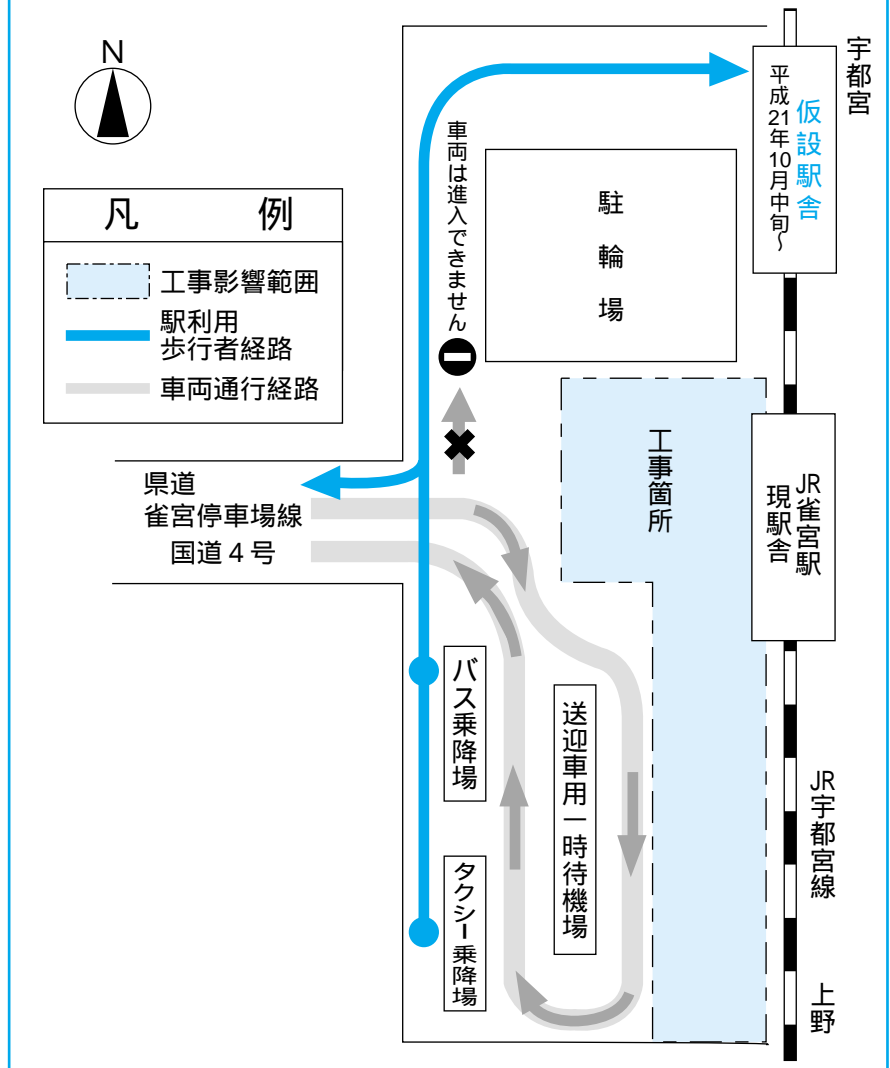 N
凡 例
工事影響範囲
駅利用
歩行者経路
車両通行経路
車両は進入できません
駐輪場
宇都宮
仮設駅舎
平成21年10月中旬~
工事箇所
JR雀宮駅
現駅舎
県道
雀宮停車場線
国道4号
バス乗降場
送迎車用一時待機場
タクシー乗降場
JR宇都宮線
上野